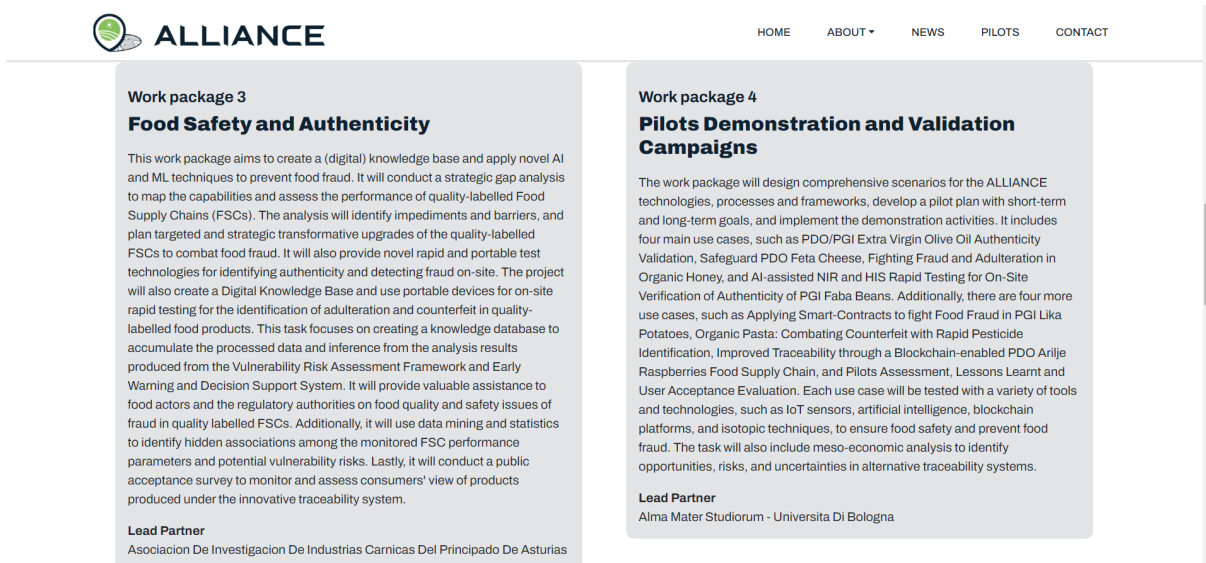 ALLIANCE
HOME ABOUT NEWS PILOTS CONTACT
Work package 3
Food Safety and Authenticity
This work package aims to create a (digital) knowledge base and apply novel AI
and ML techniques to prevent food fraud. It will conduct a strategic gap analysis
to map the capabilities and assess the performance of quality-labelled Food
Supply Chains (FSCs). The analysis will identify impediments and barriers, and
plan targeted and strategic transformative upgrades of the quality-labelled
FSCs to combat food fraud. It will also provide novel rapid and portable test
technologies for identifying authenticity and detecting fraud on-site. The project
will also create a Digital Knowledge Base and use portable devices for on-site
rapid testing for the identification of adulteration and counterfeit in quality-
labelled food products. This task focuses on creating a knowledge database to
accumulate the processed data and inference from the analysis results
produced from the Vulnerability Risk Assessment Framework and Early
Warning and Decision Support System. It will provide valuable assistance to
food actors and the regulatory authorities on food quality and safety issues of
fraud in quality labelled FSCs. Additionally, it will use data mining and statistics
to identify hidden associations among the monitored FSC performance
parameters and potential vulnerability risks. Lastly, it will conduct a public
acceptance survey to monitor and assess consumers' view of products
produced under the innovative traceability system.
Lead Partner
Asociacion De Investigacion De Industrias Carnicas Del Principado De Asturias
Work package 4
Pilots Demonstration and Validation
Campaigns
The work package will design comprehensive scenarios for the ALLIANCE
technologies, processes and frameworks, develop a pilot plan with short-term
and long-term goals, and implement the demonstration activities. It includes
four main use cases, such as PDO/PGI Extra Virgin Olive Oil Authenticity
Validation, Safeguard PDO Feta Cheese, Fighting Fraud and Adulteration in
Organic Honey, and AI-assisted NIR and HIS Rapid Testing for On-Site
Verification of Authenticity of PGI Faba Beans. Additionally, there are four more
use cases, such as Applying Smart-Contracts to fight Food Fraud in PGI Lika
Potatoes, Organic Pasta: Combating Counterfeit with Rapid Pesticide
Identification, Improved Traceability through a Blockchain-enabled PDO Arilje
Raspberries Food Supply Chain, and Pilots Assessment, Lessons Learnt and
User Acceptance Evaluation. Each use case will be tested with a variety of tools
and technologies, such as IoT sensors, artificial intelligence, blockchain
platforms, and isotopic techniques, to ensure food safety and prevent food
fraud. The task will also include meso-economic analysis to identify
opportunities, risks, and uncertainties in alternative traceability systems.
Lead Partner
Alma Mater Studiorum - Universita Di Bologna